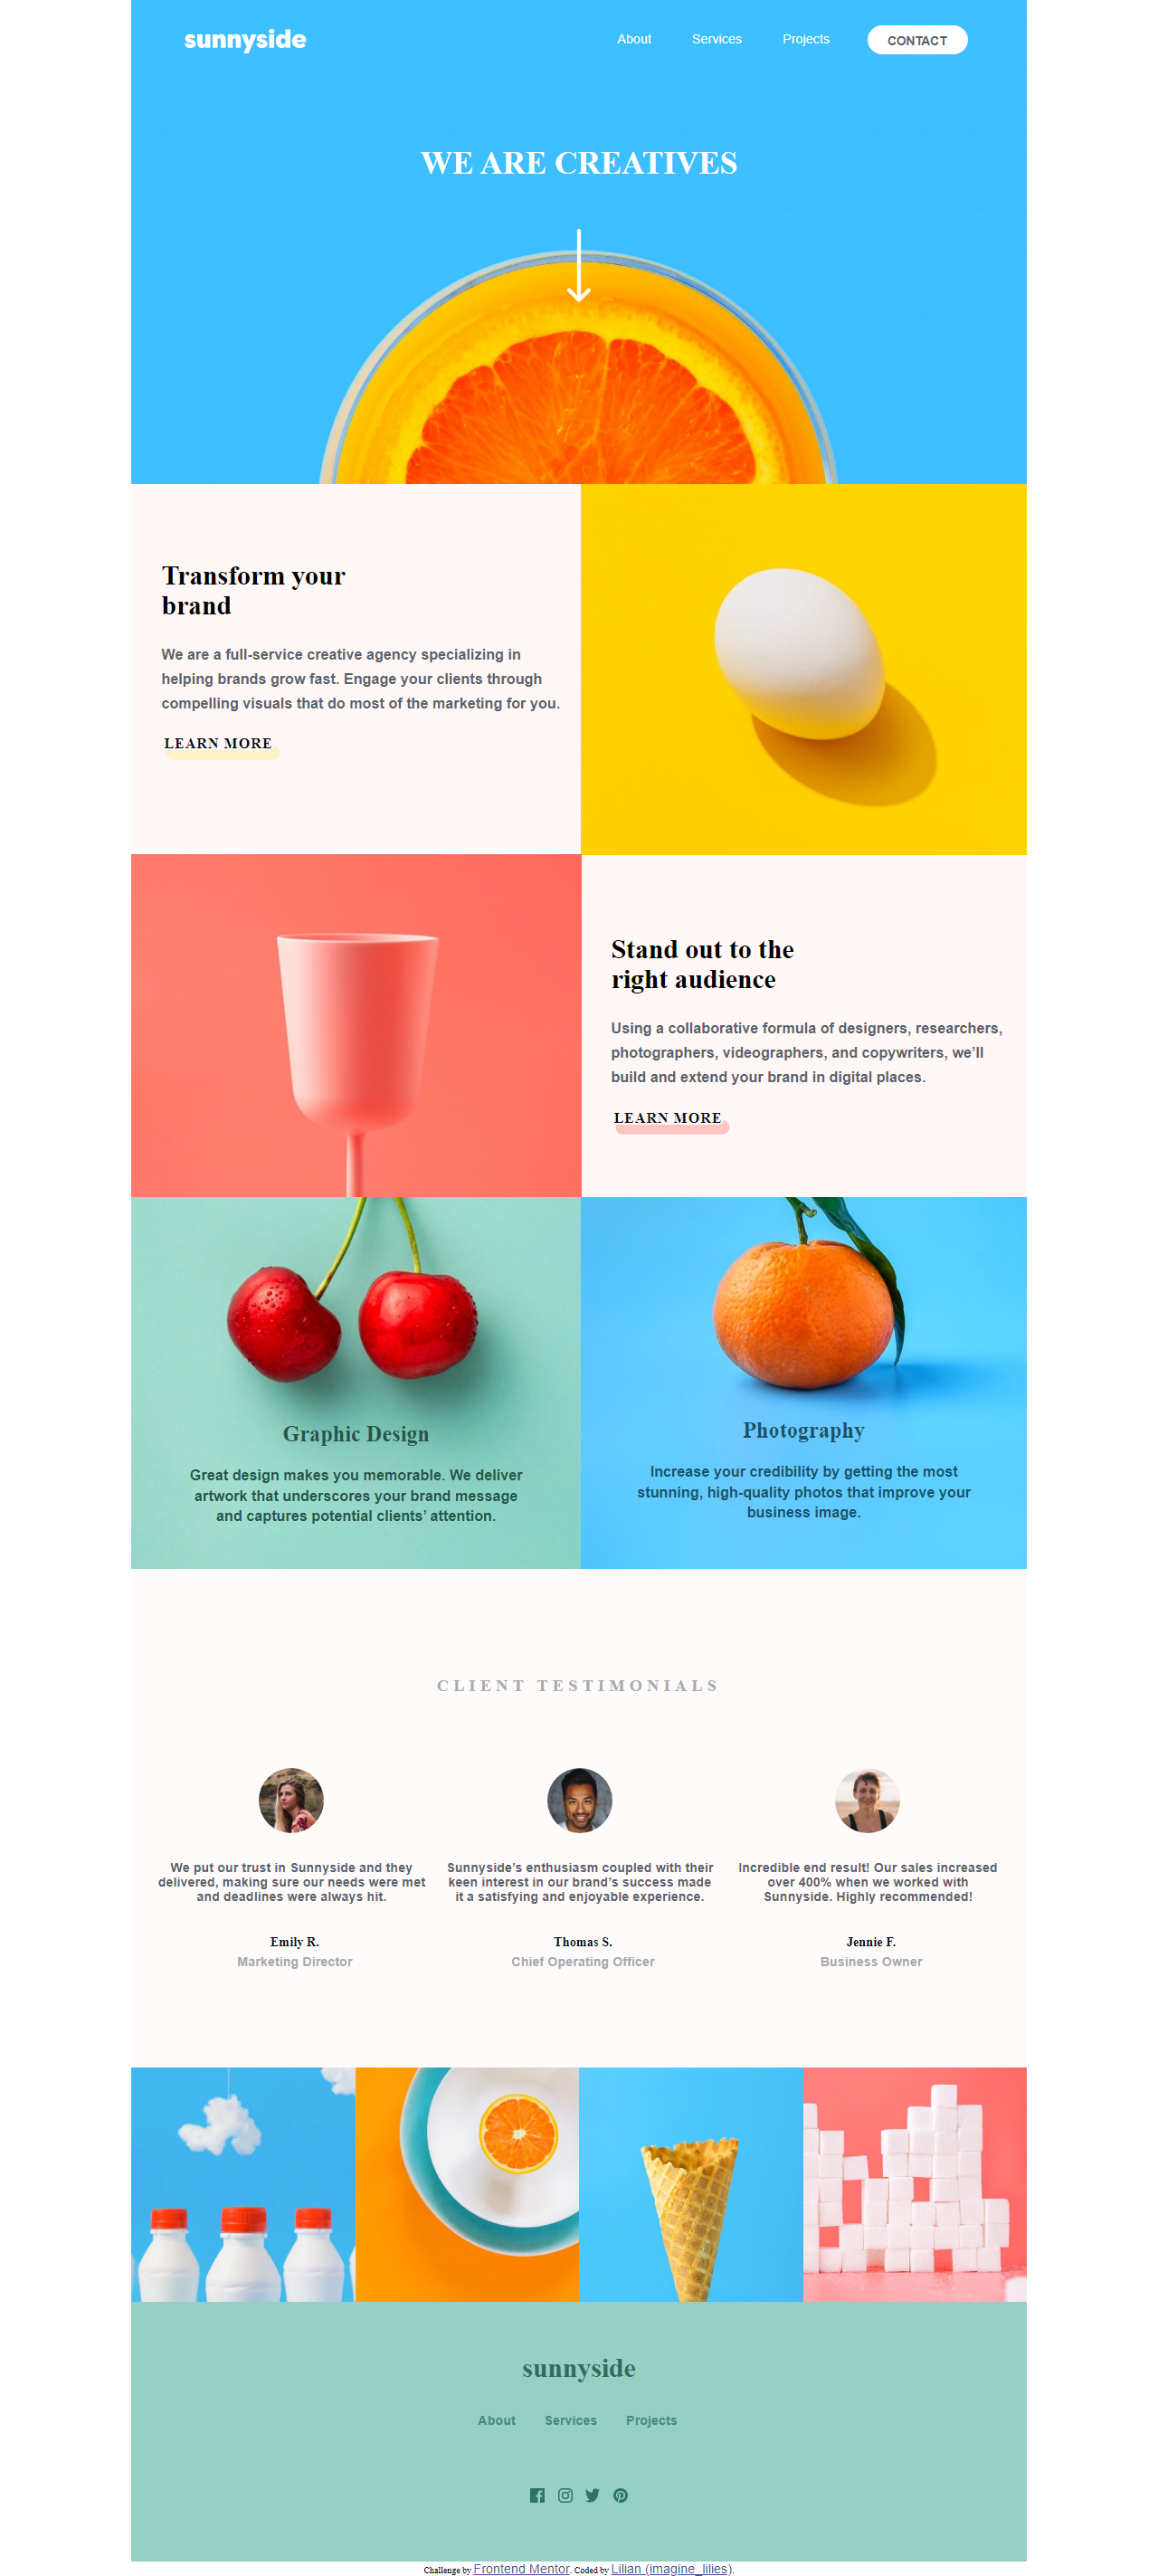 sunnyside
About Services Projects CONTACT
WE ARE CREATIVES
Transform your
brand
We are a full-service creative agency specializing in
helping brands grow fast. Engage your clients through
compelling visuals that do most of the marketing for you.
LEARN MORE
Stand out to the
right audience
Using a collaborative formula of designers, researchers,
photographers, videographers, and copywriters, we’ll
build and extend your brand in digital places.
LEARN MORE
Graphic Design
Great design makes you memorable. We deliver
artwork that underscores your brand message
and captures potential clients’ attention.
Photography
Increase your credibility by getting the most
stunning, high-quality photos that improve your
business image.
CLIENT TESTIMONIALS
We put our trust in Sunnyside and they
delivered, making sure our needs were met
and deadlines were always hit.
Emily R.
Marketing Director
Sunnyside’s enthusiasm coupled with their
keen interest in our brand’s success made
it a satisfying and enjoyable experience.
Thomas S.
Chief Operating Officer
Incredible end result! Our sales increased
over 400% when we worked with
Sunnyside. Highly recommended!
Jennie F.
Business Owner
sunnyside
About Services Projects
Challenge by Frontend Mentor. Coded by Lilian (imagine_lilies).